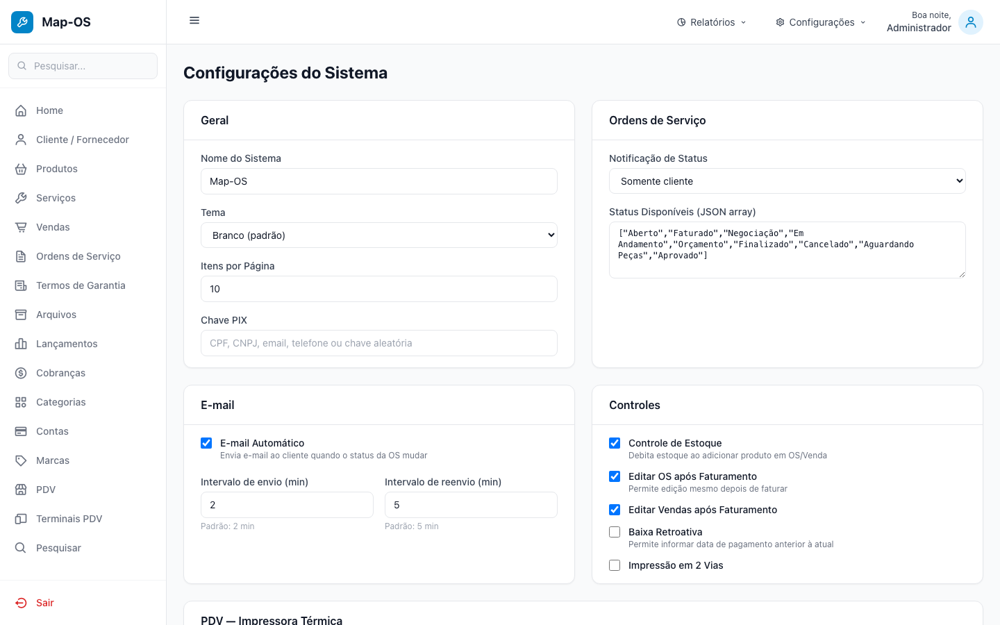 Map-OS
Pesquisar...
Home
Cliente / Fornecedor
Produtos
Serviços
Vendas
Ordens de Serviço
Termos de Garantia
Arquivos
Lançamentos
Cobranças
Categorias
Contas
Marcas
PDV
Terminais PDV
Pesquisar
Sair
Relatórios
Configurações
Boa noite,
Administrador
Configurações do Sistema
Geral
Nome do Sistema
Map-OS
Tema
Branco (padrão)
Itens por Página
10
Chave PIX
CPF, CNPJ, email, telefone ou chave aleatória
Ordens de Serviço
Notificação de Status
Somente cliente
Status Disponíveis (JSON array)
["Aberto","Faturado","Negociação","Em
Andamento","Orçamento","Finalizado","Cancelado","Aguardando
Peças","Aprovado"]
E-mail
E-mail Automático
Envia e-mail ao cliente quando o status da OS mudar
Intervalo de envio (min)
2
Padrão: 2 min
Intervalo de reenvio (min)
5
Padrão: 5 min
Controles
Controle de Estoque
Debita estoque ao adicionar produto em OS/Venda
Editar OS após Faturamento
Permite edição mesmo depois de faturar
Editar Vendas após Faturamento
Baixa Retroativa
Permite informar data de pagamento anterior à atual
Impressão em 2 Vias
PDV — Impressora Térmica